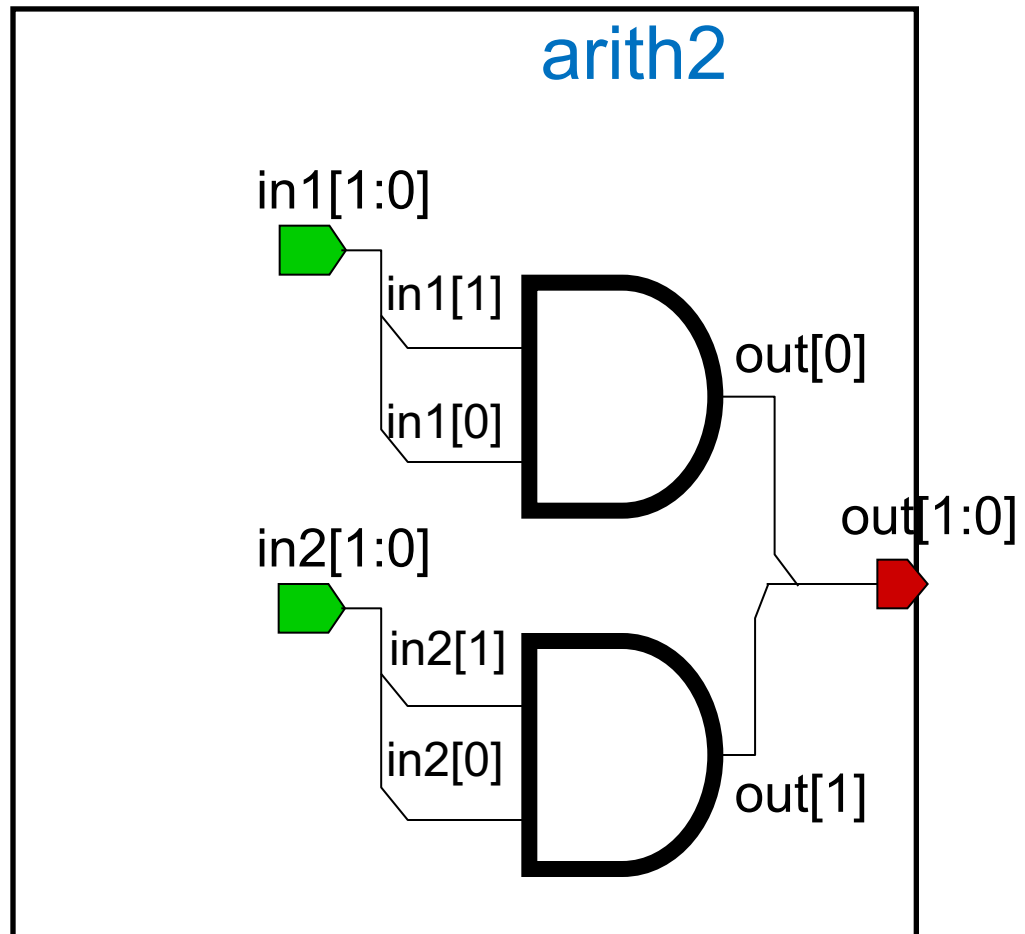 arith2
in1[1:0]
in1[1]
out[0]
in1[0]
out[1:0]
in2[1:0]
in2[1]
in2[0]
out[1]